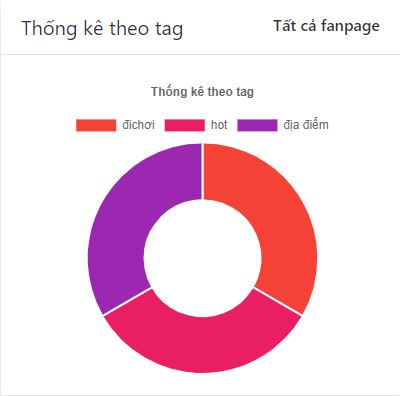 Thống kê theo tag
Tất cả fanpage
Thống kê theo tag
đichơi hot địa điểm